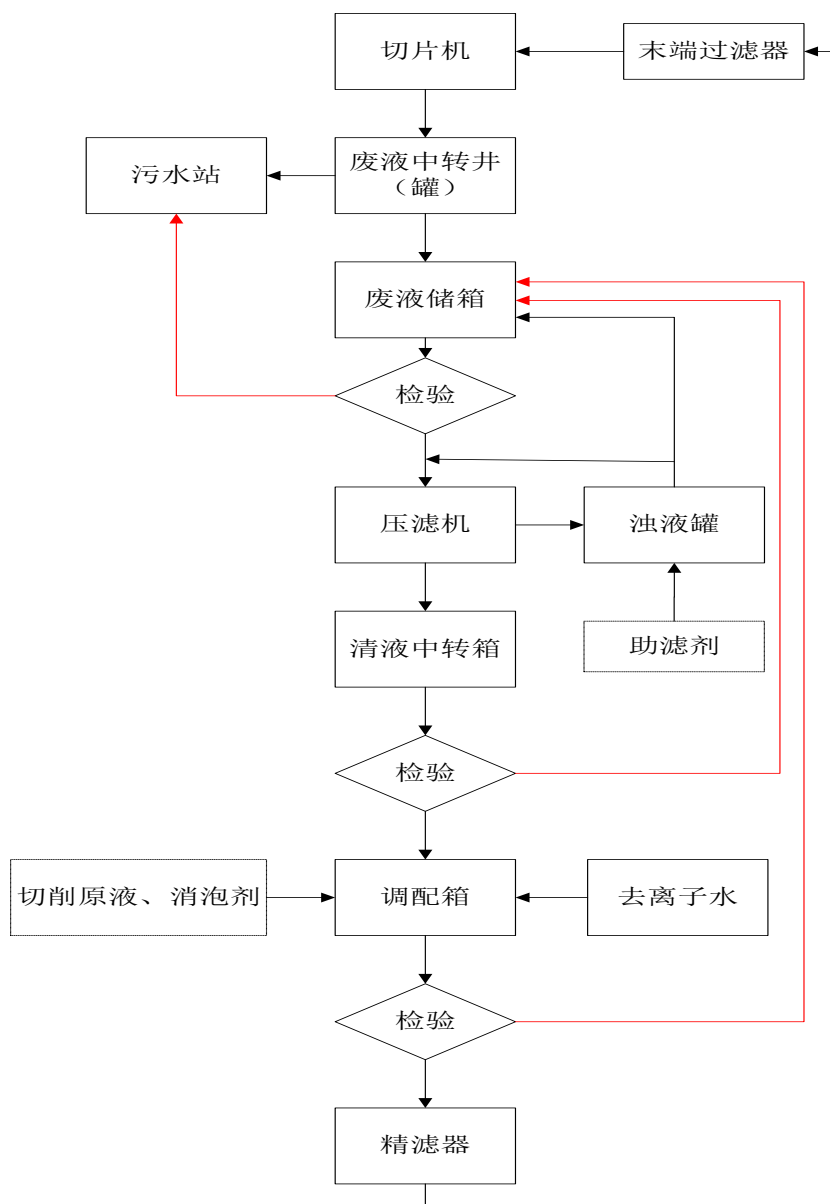 切片机
末端过滤器
污水站
废液中转井
（罐）
废液储箱
检验
压滤机
浊液罐
清液中转箱
助滤剂
检验
切削原液、消泡剂
调配箱
去离子水
检验
精滤器